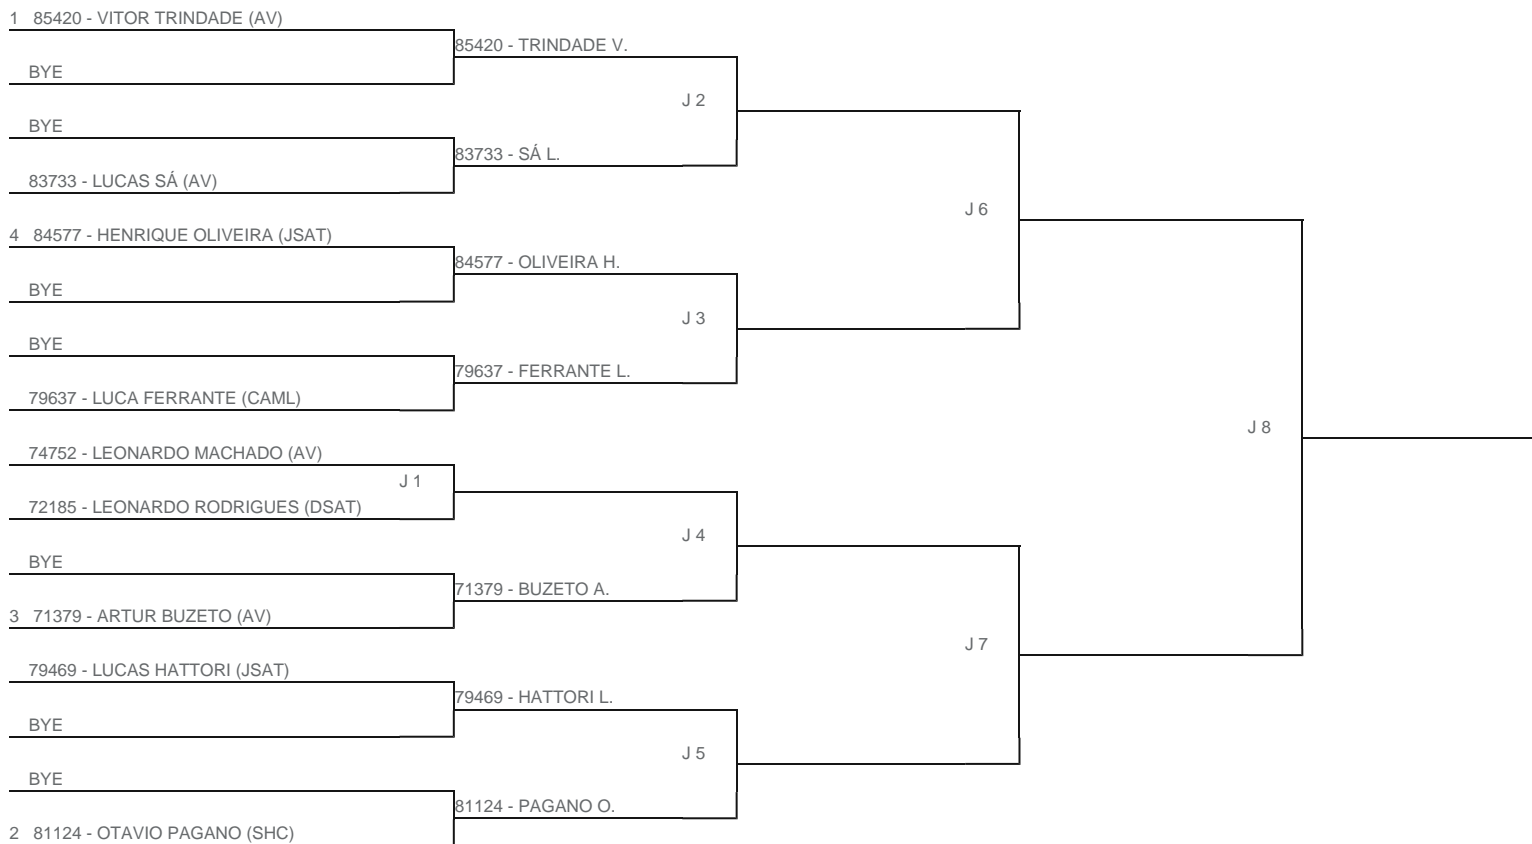 1 85420 - VITOR TRINDADE (AV)
85420 - TRINDADE V.
BYE
J 2
BYE
83733 - SÁ L.
83733 - LUCAS SÁ (AV)
J 6
4 84577 - HENRIQUE OLIVEIRA (JSAT)
84577 - OLIVEIRA H.
BYE
J 3
BYE
79637 - FERRANTE L.
79637 - LUCA FERRANTE (CAML)
J 8
74752 - LEONARDO MACHADO (AV)
J 1
72185 - LEONARDO RODRIGUES (DSAT)
J 4
BYE
71379 - BUZETO A.
3 71379 - ARTUR BUZETO (AV)
J 7
79469 - LUCAS HATTORI (JSAT)
79469 - HATTORI L.
BYE
J 5
BYE
81124 - PAGANO O.
2 81124 - OTAVIO PAGANO (SHC)